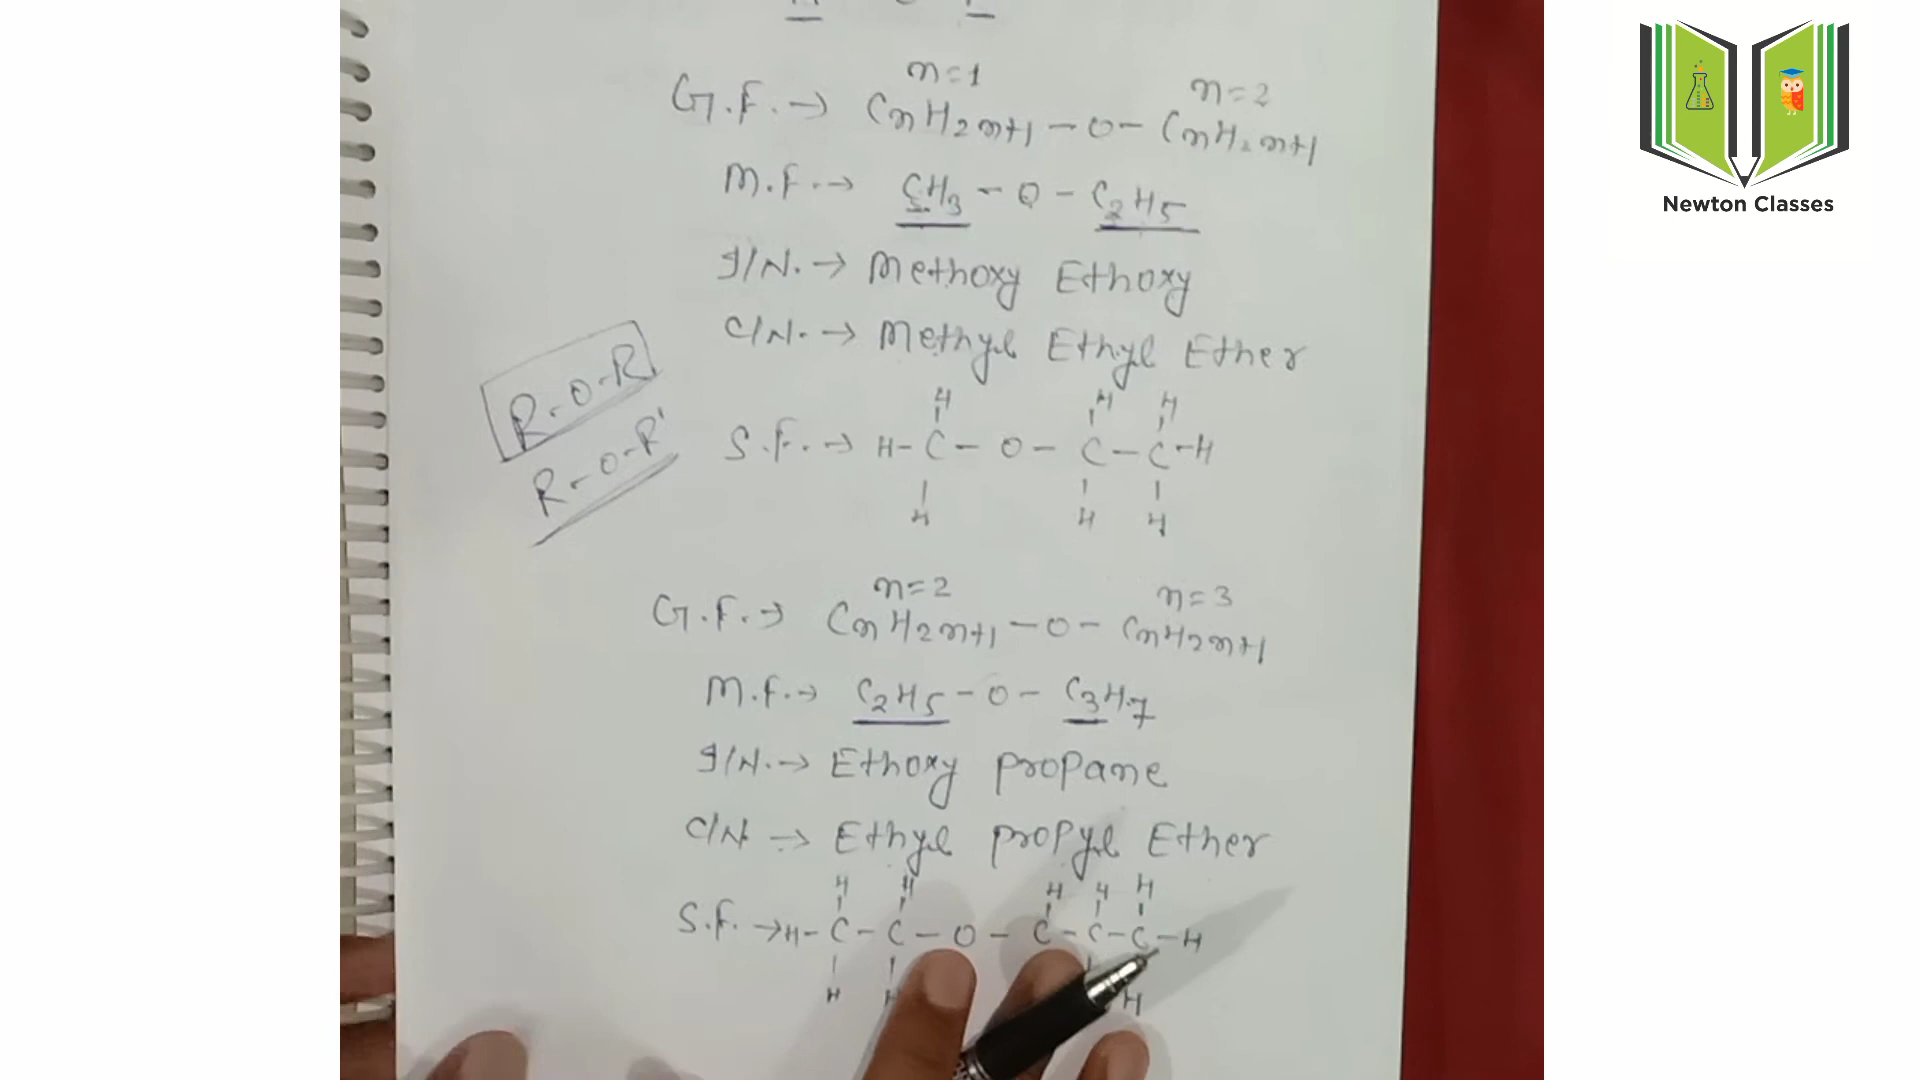 n=1 n=2
G.F. → CnH2n+1 - O - CnH2n+1
M.F. → CH3 - O - C2H5
I/N. → Methoxy Ethoxy
C/N. → Methyl Ethyl Ether
R-O-R
R-O-R'
H H H
S.F. → H-C-O-C-C-H
H H H
n=2 n=3
G.F. → CnH2n+1 - O - CnH2n+1
M.F. → C2H5 - O - C3H7
I/N. → Ethoxy propane
C/N → Ethyl propyl Ether
H H H H H
S.F. → H-C-C-O-C-C-C-H
H H H
Newton Classes